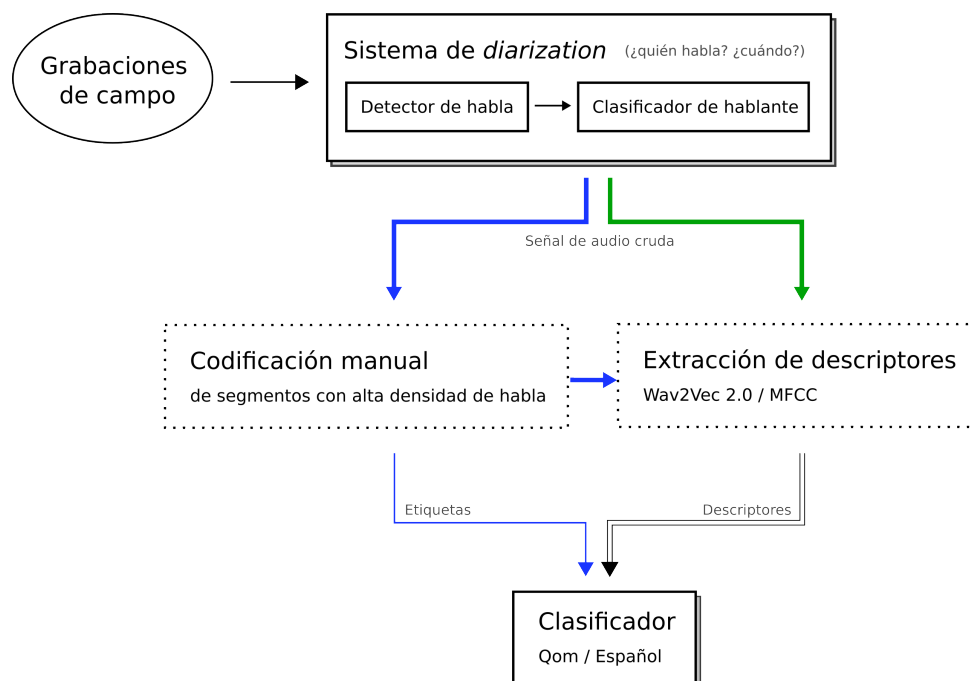 Grabaciones
de campo
Sistema de diarization (¿quién habla? ¿cuándo?)
Detector de habla
Clasificador de hablante
Señal de audio cruda
Codificación manual
de segmentos con alta densidad de habla
Extracción de descriptores
Wav2Vec 2.0 / MFCC
Etiquetas
Descriptores
Clasificador
Qom / Español